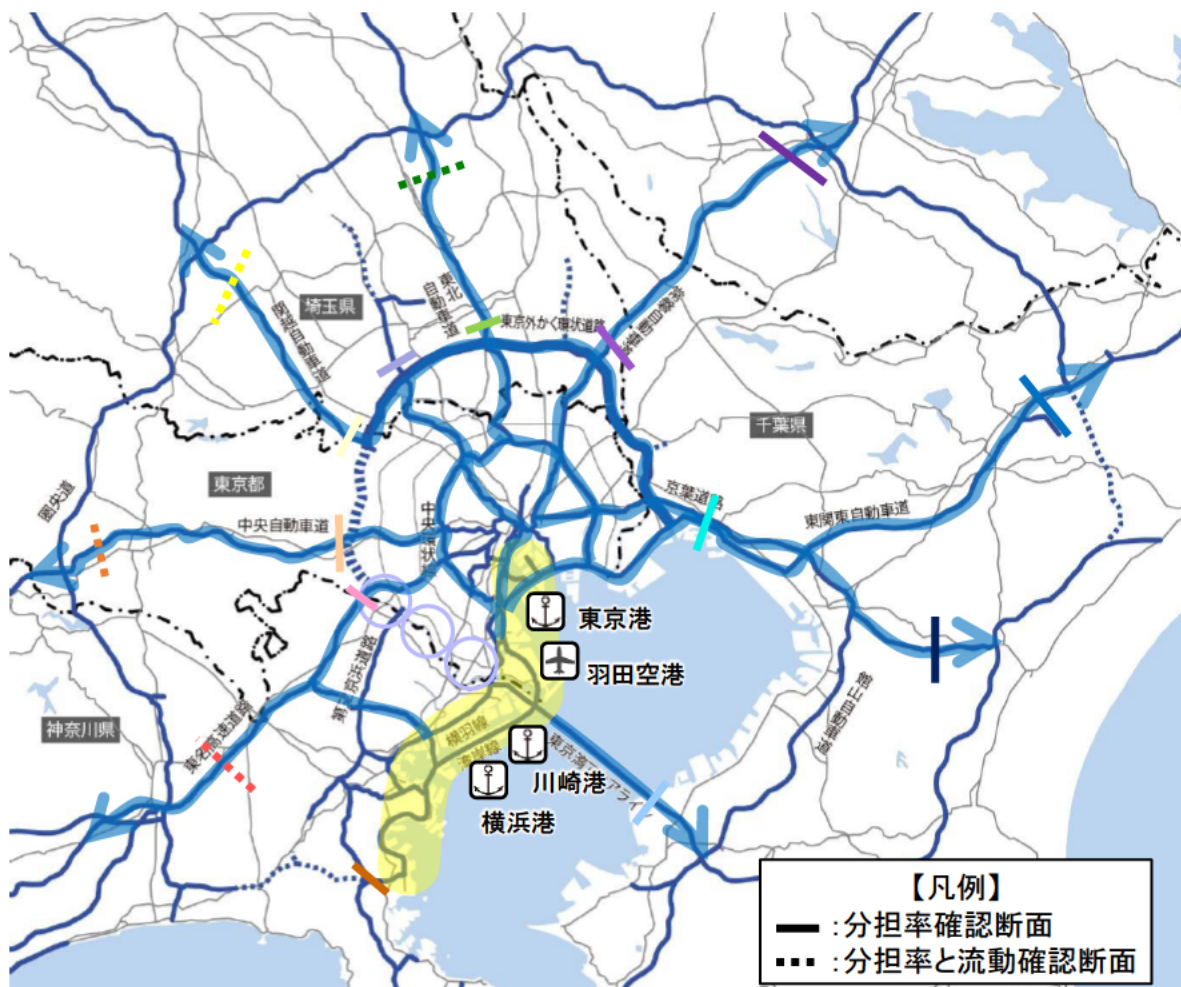 埼玉県
東北
自動車道
東京外かく環状道路
常磐自動車道
関越自動車道
千葉県
東京都
圏央道
中央自動車道
中央環状線
京葉道路
東関東自動車道
東京港
羽田空港
第三京浜道路
神奈川県
東名高速道路
横羽線
湾岸線
川崎港
横浜港
東京湾アクアライン
館山自動車道
【凡例】
:分担率確認断面
:分担率と流動確認断面